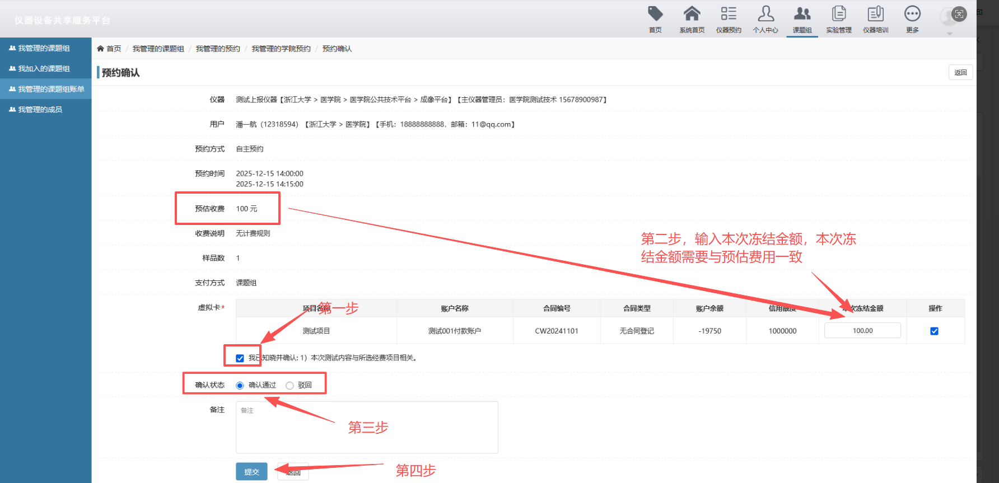 仪器设备共享服务平台
首页
系统首页
仪器预约
个人中心
课题组
实验管理
仪器培训
更多
印
我管理的课题组
我加入的课题组
我管理的课题组账单
我管理的成员
首页 / 我管理的课题组 / 我管理的预约 / 我管理的学院预约 / 预约确认
预约确认
返回
仪器 测试上报仪器【浙江大学 > 医学院 > 医学院公共技术平台 > 成像平台】【主仪器管理员：医学院测试技术 15678900987】
用户 潘一航（12318594）【浙江大学 > 医学院】【手机：18888888888，邮箱：11@qq.com】
预约方式 自主预约
预约时间 2025-12-15 14:00:00
2025-12-15 14:15:00
预估收费 100 元
收费说明 无计费规则
第二步，输入本次冻结金额，本次冻
结金额需要与预估费用一致
样品数 1
支付方式 课题组
第一步
虚拟卡* 项目名称 账户名称 合同编号 合同类型 账户余额 信用额度 本次冻结金额 操作
测试项目 测试001付款账户 CW20241101 无合同登记 -19750 1000000 100.00
我已知晓并确认: 1）本次测试内容与所选经费项目相关。
确认状态 确认通过 驳回
备注 备注
第三步
提交 返回
第四步